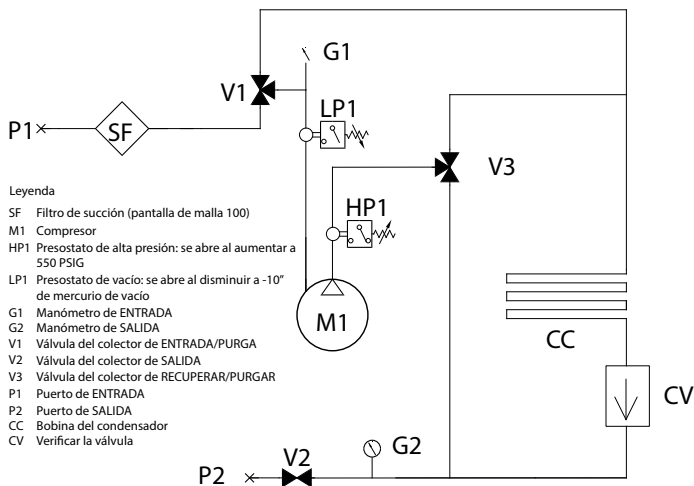 G1
V1
LP1
P1
SF
V3
Leyenda
SF Filtro de succión (pantalla de malla 100)
M1 Compresor
HP1 Presostato de alta presión: se abre al aumentar a
550 PSIG
LP1 Presostato de vacío: se abre al disminuir a -10”
de mercurio de vacío
G1 Manómetro de ENTRADA
G2 Manómetro de SALIDA
V1 Válvula del colector de ENTRADA/PURGA
V2 Válvula del colector de SALIDA
V3 Válvula del colector de RECUPERAR/PURGAR
P1 Puerto de ENTRADA
P2 Puerto de SALIDA
CC Bobina del condensador
CV Verificar la válvula
HP1
M1
CC
CV
G2
V2
P2